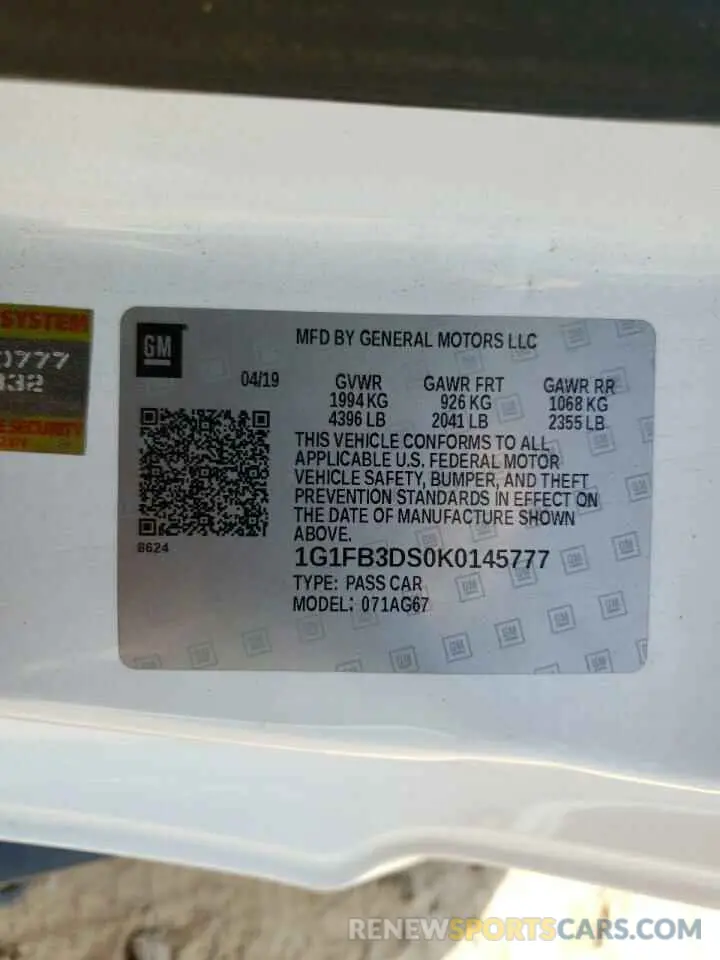 SYSTEM
0777
432
E SECURITY
GM
MFD BY GENERAL MOTORS LLC
04/19
GVWR GAWR FRT GAWR RR
1994 KG 926 KG 1068 KG
4396 LB 2041 LB 2355 LB
THIS VEHICLE CONFORMS TO ALL
APPLICABLE U.S. FEDERAL MOTOR
VEHICLE SAFETY, BUMPER, AND THEFT
PREVENTION STANDARDS IN EFFECT ON
THE DATE OF MANUFACTURE SHOWN
ABOVE.
8624
1G1FB3DS0K0145777
TYPE: PASS CAR
MODEL: 071AG67
RENEWSPORTSCARS.COM